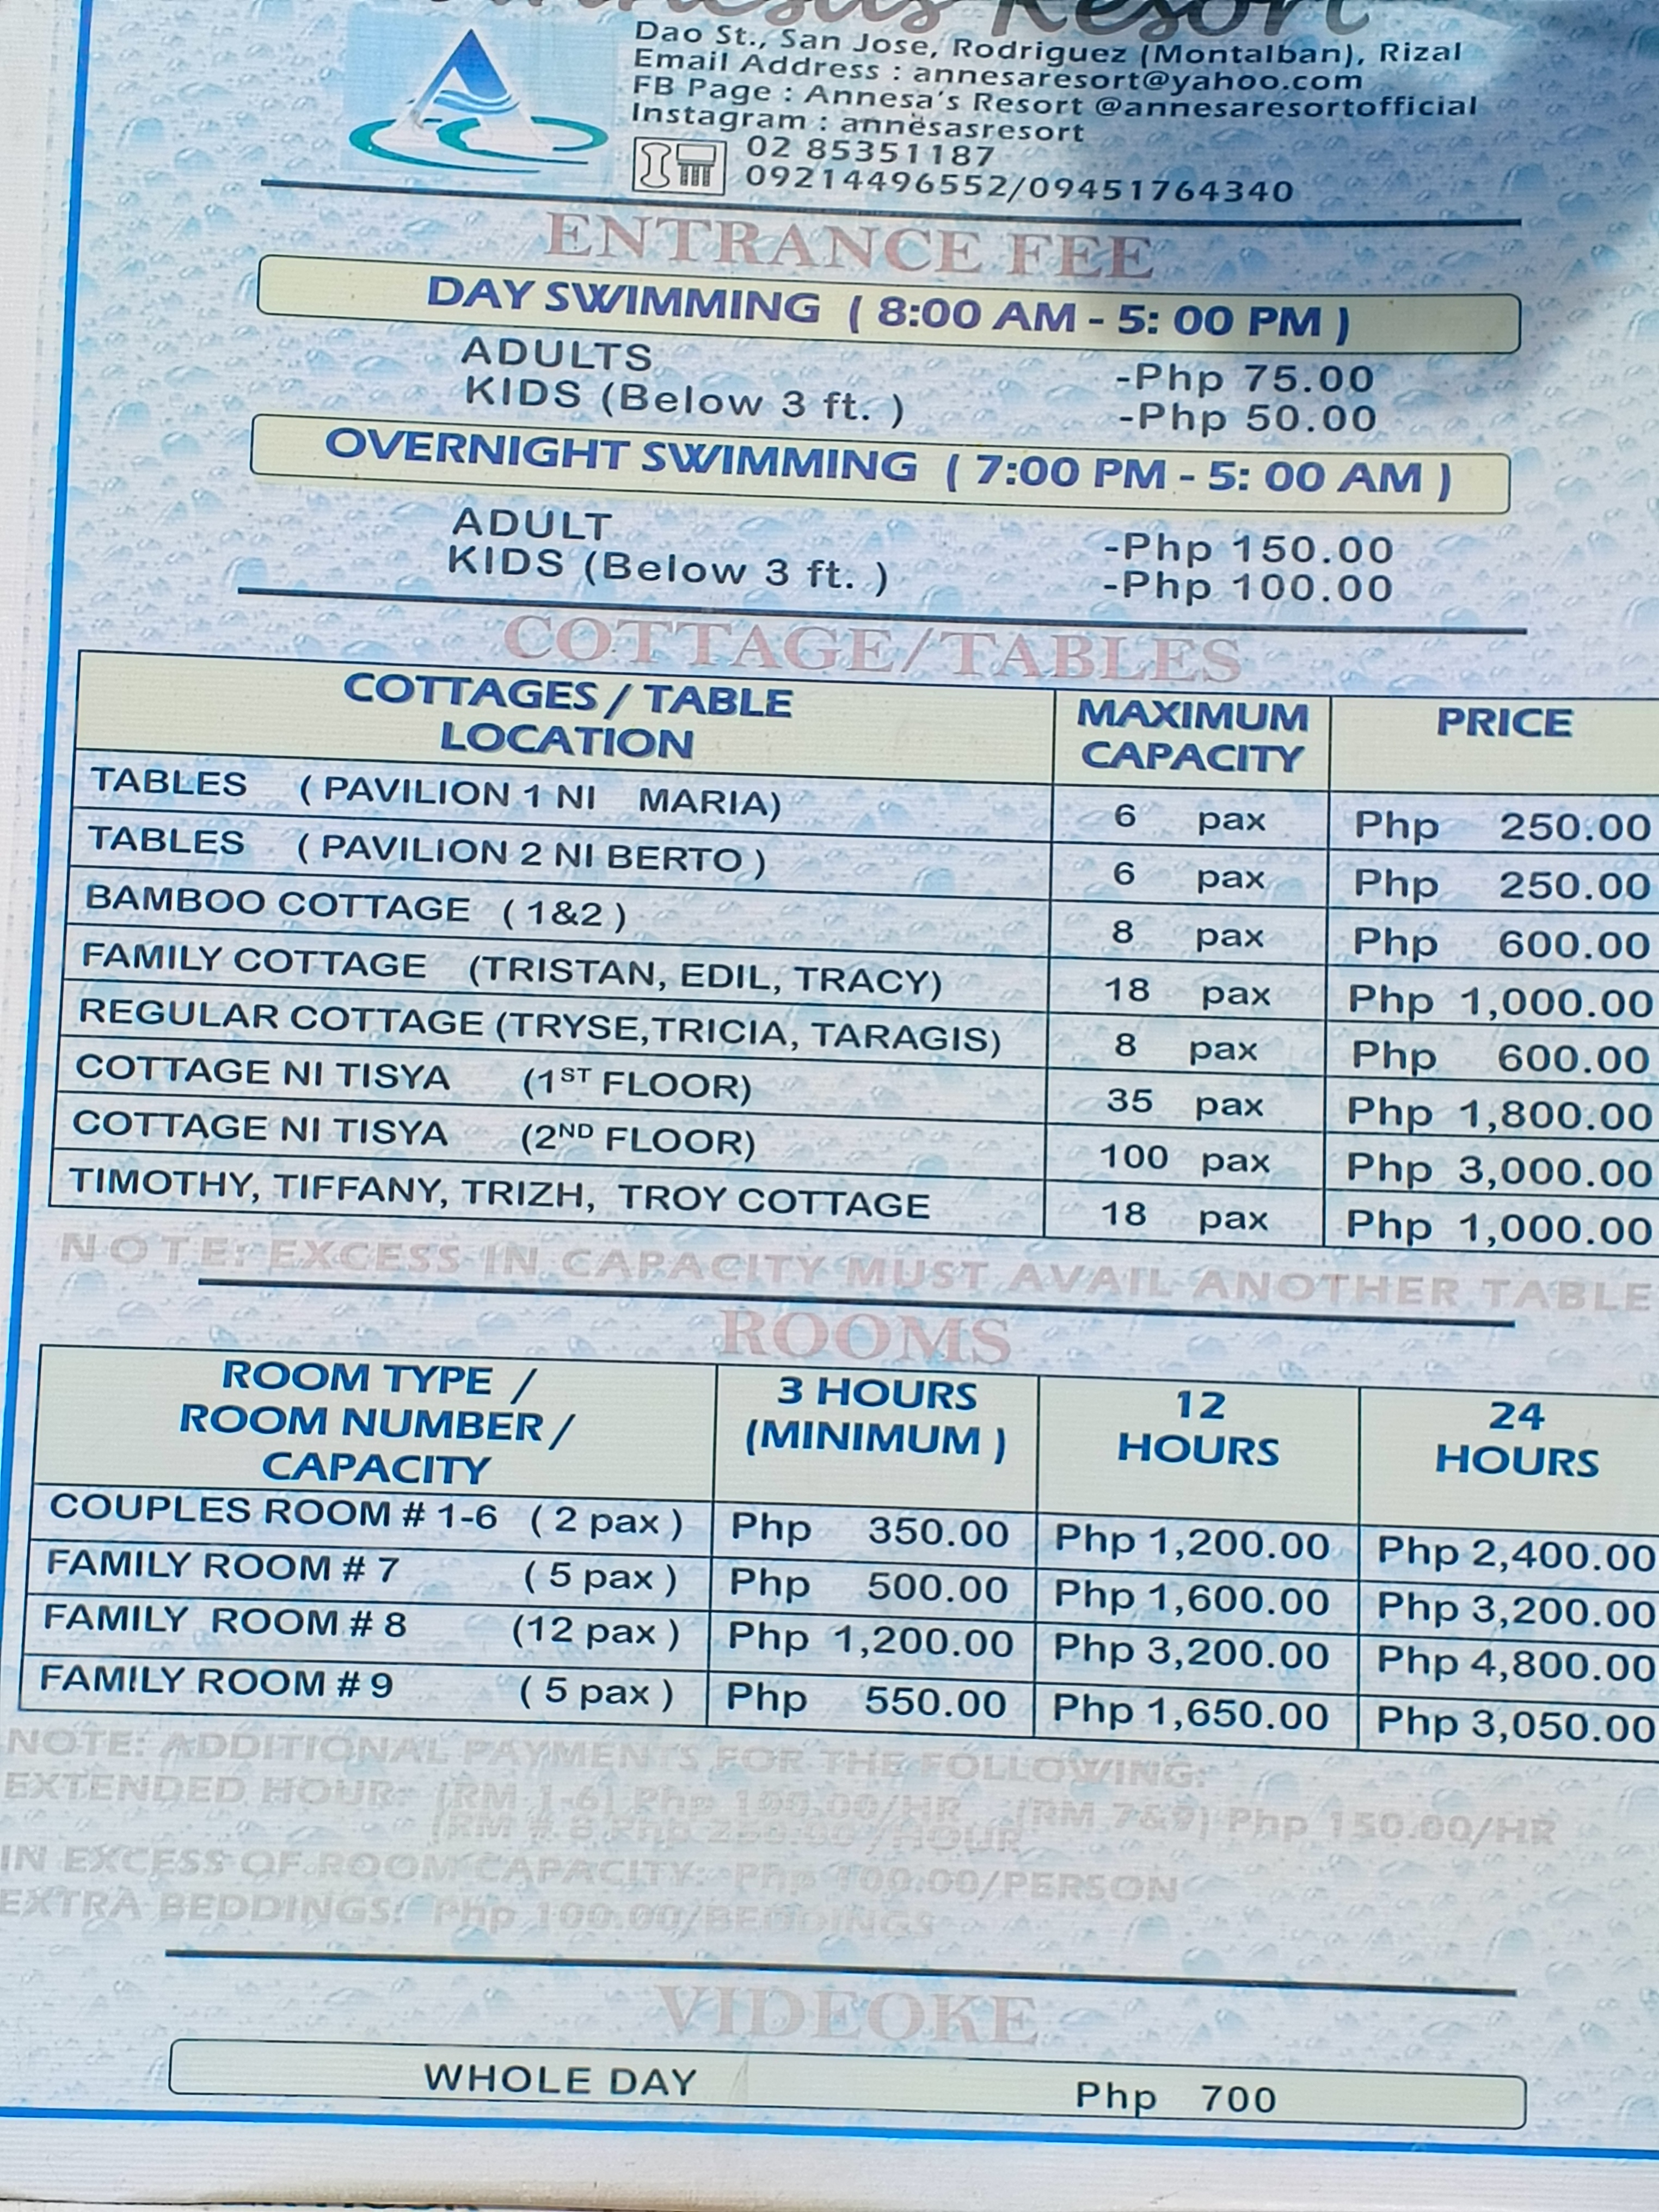 Resort
Dao St., San Jose, Rodriguez (Montalban), Rizal
Email Address : annesaresort@yahoo.com
FB Page : Annesa's Resort @annesaresortofficial
Instagram : annesasresort
02 85351187
09214496552/09451764340
ENTRANCE FEE
DAY SWIMMING ( 8:00 AM - 5: 00 PM )
ADULTS -Php 75.00
KIDS (Below 3 ft. ) -Php 50.00
OVERNIGHT SWIMMING ( 7:00 PM - 5: 00 AM )
ADULT -Php 150.00
KIDS (Below 3 ft. ) -Php 100.00
COTTAGE/TABLES
COTTAGES / TABLE LOCATION MAXIMUM CAPACITY PRICE
TABLES ( PAVILION 1 NI MARIA) 6 pax Php 250.00
TABLES ( PAVILION 2 NI BERTO ) 6 pax Php 250.00
BAMBOO COTTAGE ( 1&2 ) 8 pax Php 600.00
FAMILY COTTAGE (TRISTAN, EDIL, TRACY) 18 pax Php 1,000.00
REGULAR COTTAGE (TRYSE,TRICIA, TARAGIS) 8 pax Php 600.00
COTTAGE NI TISYA (1ST FLOOR) 35 pax Php 1,800.00
COTTAGE NI TISYA (2ND FLOOR) 100 pax Php 3,000.00
TIMOTHY, TIFFANY, TRIZH, TROY COTTAGE 18 pax Php 1,000.00
NOTE: EXCESS IN CAPACITY MUST AVAIL ANOTHER TABLE
ROOMS
ROOM TYPE / ROOM NUMBER / CAPACITY 3 HOURS (MINIMUM ) 12 HOURS 24 HOURS
COUPLES ROOM # 1-6 ( 2 pax ) Php 350.00 Php 1,200.00 Php 2,400.00
FAMILY ROOM # 7 ( 5 pax ) Php 500.00 Php 1,600.00 Php 3,200.00
FAMILY ROOM # 8 (12 pax ) Php 1,200.00 Php 3,200.00 Php 4,800.00
FAMILY ROOM # 9 ( 5 pax ) Php 550.00 Php 1,650.00 Php 3,050.00
NOTE: ADDITIONAL PAYMENTS FOR THE FOLLOWING:
EXTENDED HOUR: (RM 1-6) Php 100.00/HR (RM 7&9) Php 150.00/HR
(RM # 8 Php 250.00 /HOUR
IN EXCESS OF ROOM CAPACITY: Php 100.00/PERSON
EXTRA BEDDINGS: Php 100.00/BEDDINGS
VIDEOKE
WHOLE DAY Php 700